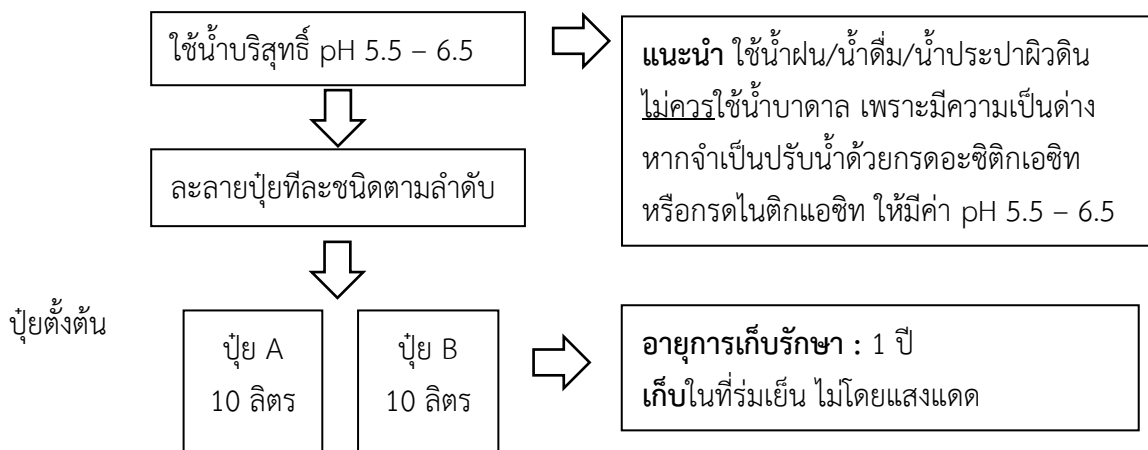 ใช้น้ำบริสุทธิ์ pH 5.5 – 6.5
แนะนำ ใช้น้ำฝน/น้ำดื่ม/น้ำประปาผิวดิน
ไม่ควรใช้น้ำบาดาล เพราะมีความเป็นด่าง
หากจำเป็นปรับน้ำด้วยกรดอะซิติกเอซิท
หรือกรดไนติกแอซิท ให้มีค่า pH 5.5 – 6.5
ละลายปุ๋ยทีละชนิดตามลำดับ
ปุ๋ยตั้งต้น
ปุ๋ย A
10 ลิตร
ปุ๋ย B
10 ลิตร
อายุการเก็บรักษา : 1 ปี
เก็บในที่ร่มเย็น ไม่โดยแสงแดด